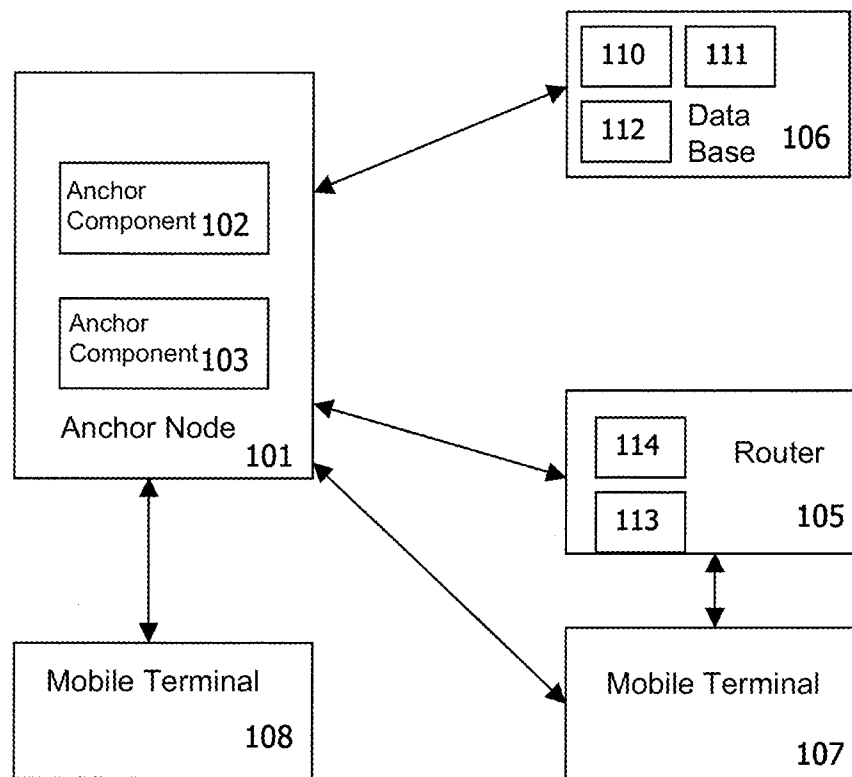 Anchor
Component 102
Anchor
Component 103
Anchor Node
101
110 111
112 Data
Base 106
114 Router
113 105
Mobile Terminal
108
Mobile Terminal
107